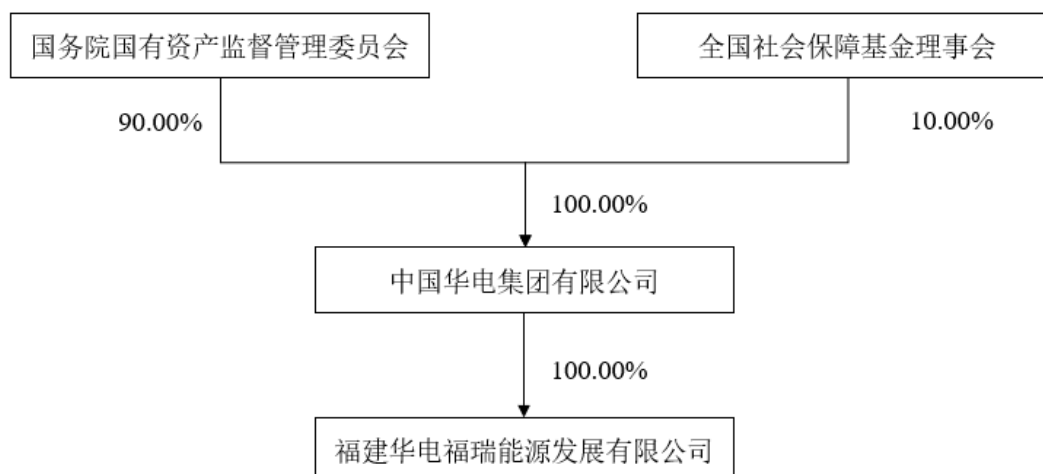 国务院国有资产监督管理委员会
全国社会保障基金理事会
90.00%
10.00%
100.00%
中国华电集团有限公司
100.00%
福建华电福瑞能源发展有限公司